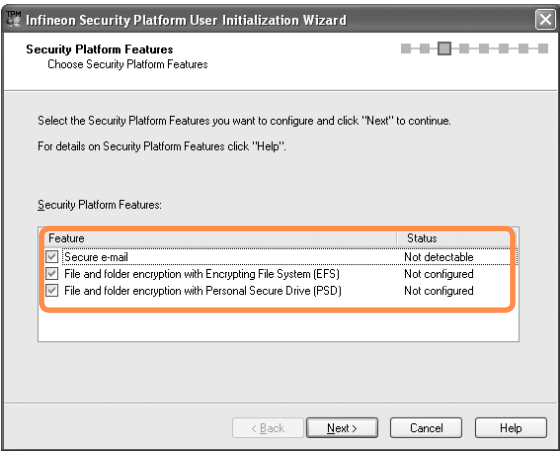 TPM
Infineon Security Platform User Initialization Wizard
Security Platform Features
Choose Security Platform Features
Select the Security Platform Features you want to configure and click "Next" to continue.
For details on Security Platform Features click "Help".
Security Platform Features:
Feature Status
Secure e-mail Not detectable
File and folder encryption with Encrypting File System (EFS) Not configured
File and folder encryption with Personal Secure Drive (PSD) Not configured
< Back Next > Cancel Help